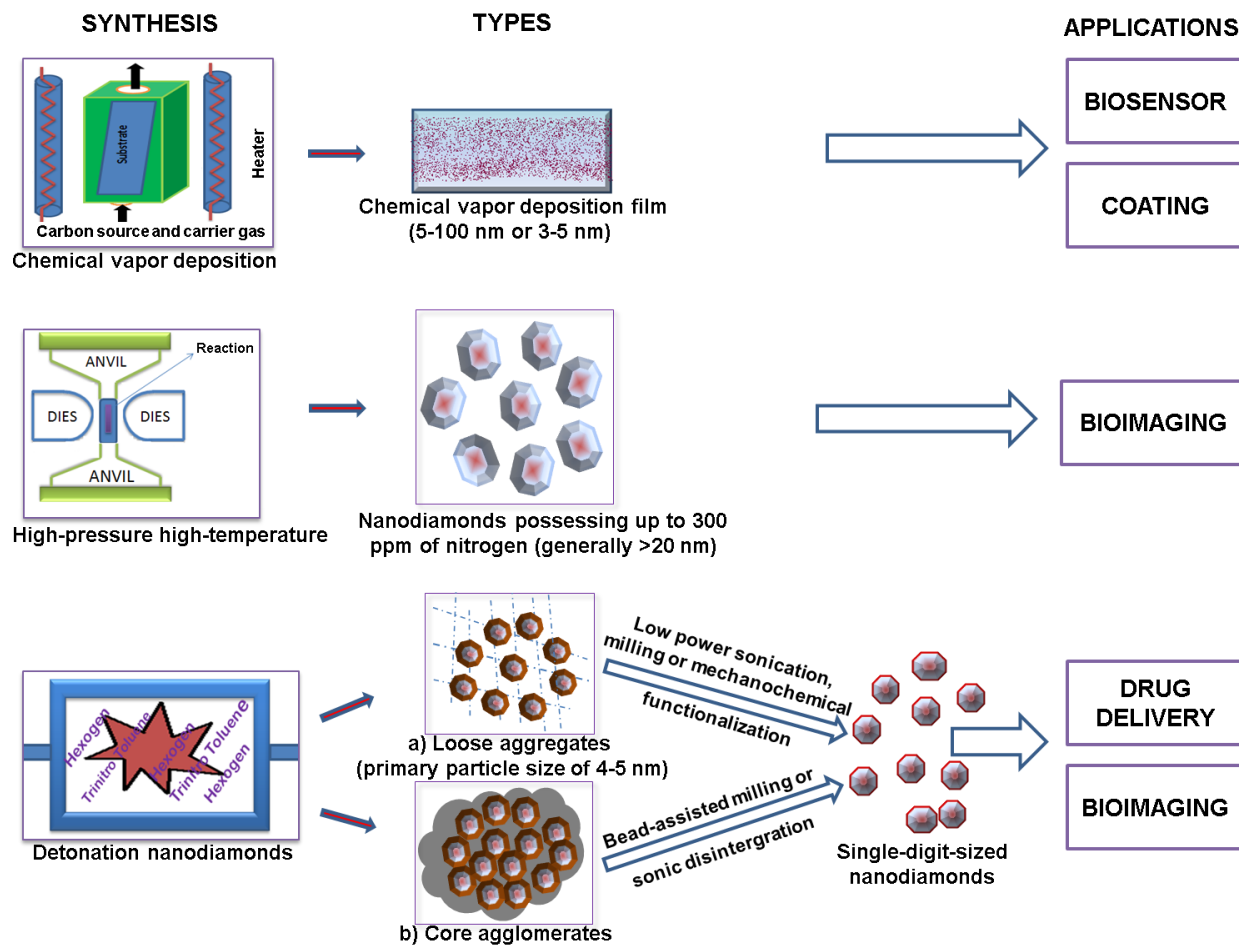 SYNTHESIS
TYPES
APPLICATIONS
Substrate
Heater
Carbon source and carrier gas
Chemical vapor deposition
Chemical vapor deposition film
(5-100 nm or 3-5 nm)
BIOSENSOR
COATING
ANVIL
Reaction
DIES
DIES
ANVIL
High-pressure high-temperature
Nanodiamonds possessing up to 300
ppm of nitrogen (generally >20 nm)
BIOIMAGING
Hexogen
Trinitro Toluene
Hexogen
Trinitro Toluene
Hexogen
Detonation nanodiamonds
a) Loose aggregates
(primary particle size of 4-5 nm)
b) Core agglomerates
Low power sonication,
milling or mechanochemical
functionalization
Bead-assisted milling or
sonic disintergration
Single-digit-sized
nanodiamonds
DRUG
DELIVERY
BIOIMAGING